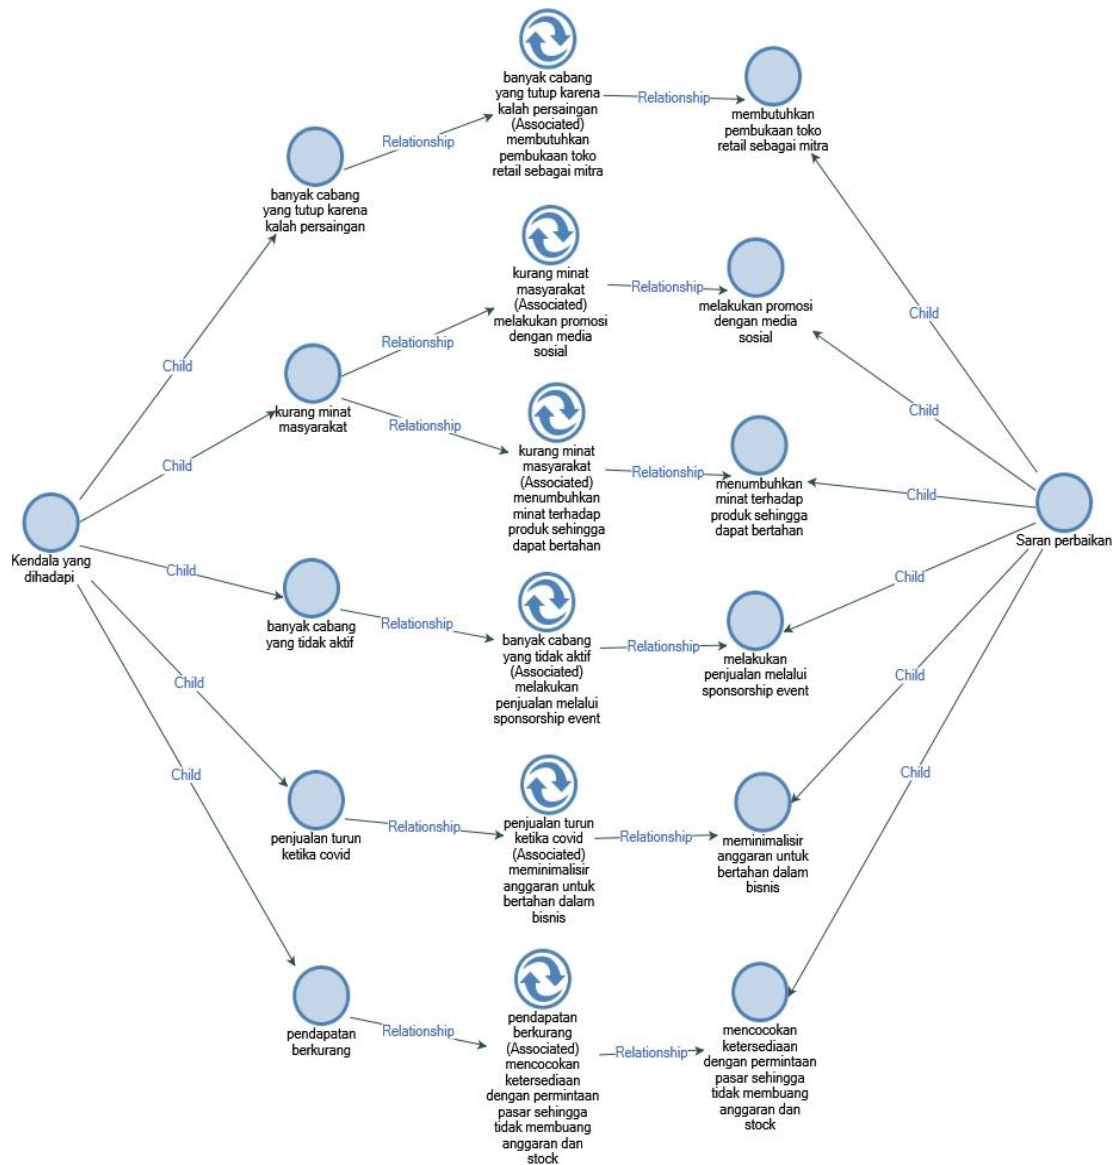 banyak cabang
yang tutup karena
kalah persaingan
(Associated)
membutuhkan
pembukaan toko
retail sebagai mitra
Relationship
membutuhkan
pembukaan toko
retail sebagai mitra
Relationship
banyak cabang
yang tutup karena
kalah persaingan
kurang minat
masyarakat
(Associated)
melakukan promosi
dengan media
sosial
Relationship
melakukan promosi
dengan media
sosial
Child
Relationship
Child
kurang minat
masyarakat
Relationship
Child
kurang minat
masyarakat
(Associated)
menumbuhkan
minat terhadap
produk sehingga
dapat bertahan
Relationship
menumbuhkan
minat terhadap
produk sehingga
dapat bertahan
Child
Child
Kendala yang
dihadapi
Saran perbaikan
Child
banyak cabang
yang tidak aktif
Relationship
banyak cabang
yang tidak aktif
(Associated)
melakukan
penjualan melalui
sponsorship event
Relationship
melakukan
penjualan melalui
sponsorship event
Child
Child
Child
penjualan turun
ketika covid
Relationship
penjualan turun
ketika covid
(Associated)
meminimalisir
anggaran untuk
bertahan dalam
bisnis
Relationship
meminimalisir
anggaran untuk
bertahan dalam
bisnis
Child
Child
pendapatan
berkurang
Relationship
pendapatan
berkurang
(Associated)
mencocokan
ketersediaan
dengan permintaan
pasar sehingga
tidak membuang
anggaran dan
stock
Relationship
mencocokan
ketersediaan
dengan permintaan
pasar sehingga
tidak membuang
anggaran dan
stock
Child